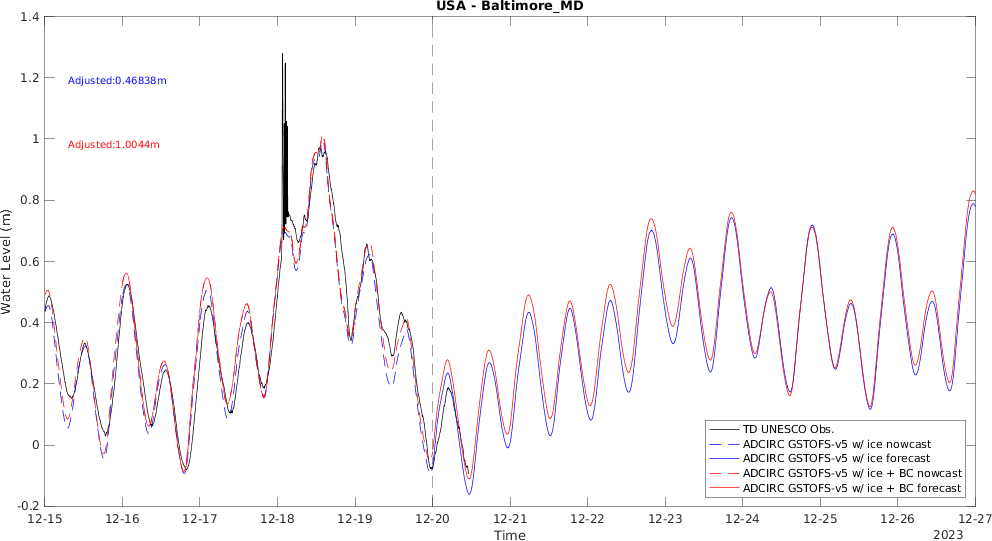 USA - Baltimore_MD
1.4
1.2
1
0.8
0.6
0.4
0.2
0
-0.2
Water Level (m)
Adjusted:0.46838m
Adjusted:1.0044m
TD UNESCO Obs.
ADCIRC GSTOFS-v5 w/ ice nowcast
ADCIRC GSTOFS-v5 w/ ice forecast
ADCIRC GSTOFS-v5 w/ ice + BC nowcast
ADCIRC GSTOFS-v5 w/ ice + BC forecast
12-15 12-16 12-17 12-18 12-19 12-20 12-21 12-22 12-23 12-24 12-25 12-26 12-27
Time
2023